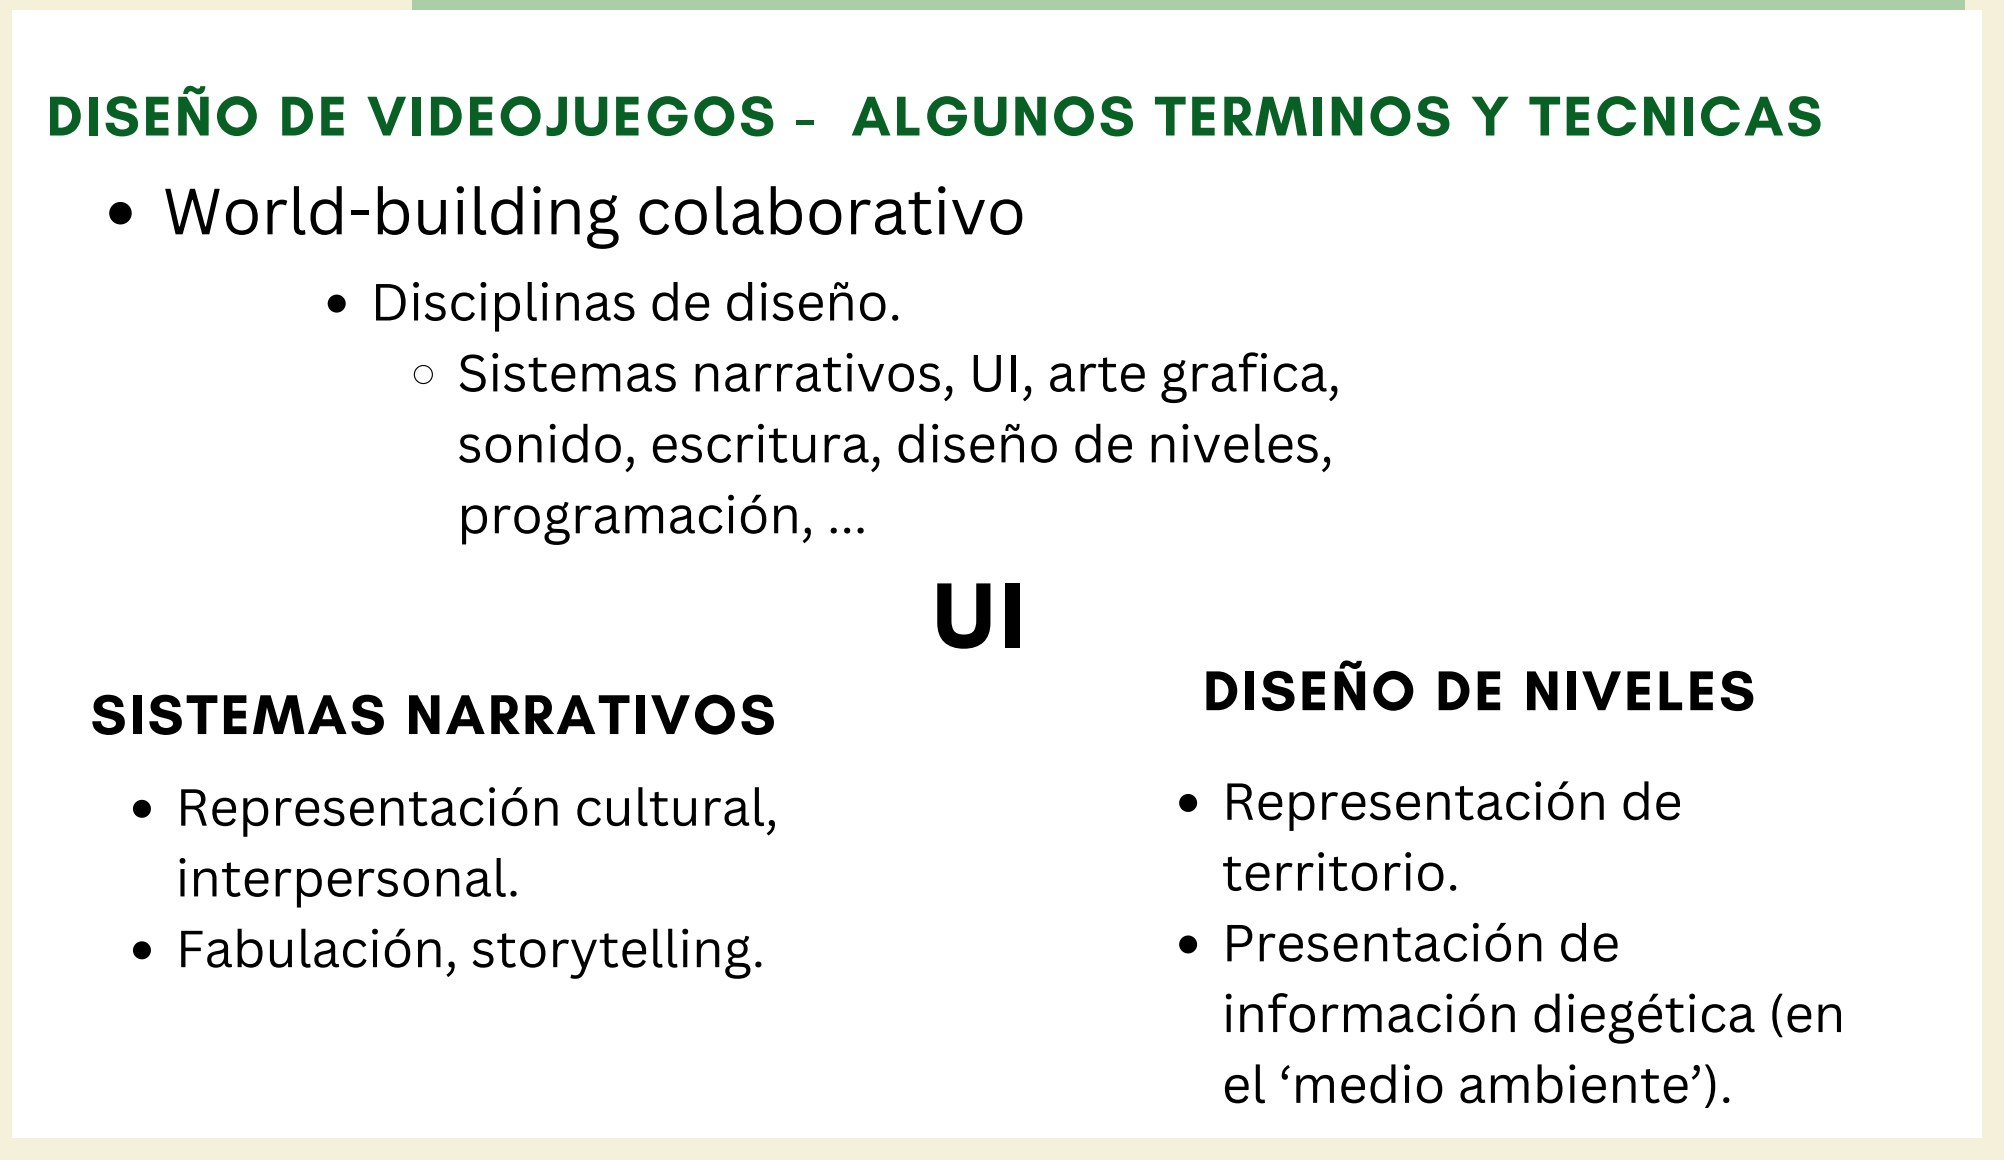 DISEÑO DE VIDEOJUEGOS - ALGUNOS TERMINOS Y TECNICAS
• World-building colaborativo
• Disciplinas de diseño.
○ Sistemas narrativos, UI, arte grafica,
sonido, escritura, diseño de niveles,
programación, ...
UI
SISTEMAS NARRATIVOS
• Representación cultural,
interpersonal.
• Fabulación, storytelling.
DISEÑO DE NIVELES
• Representación de
territorio.
• Presentación de
información diegética (en
el ‘medio ambiente’).